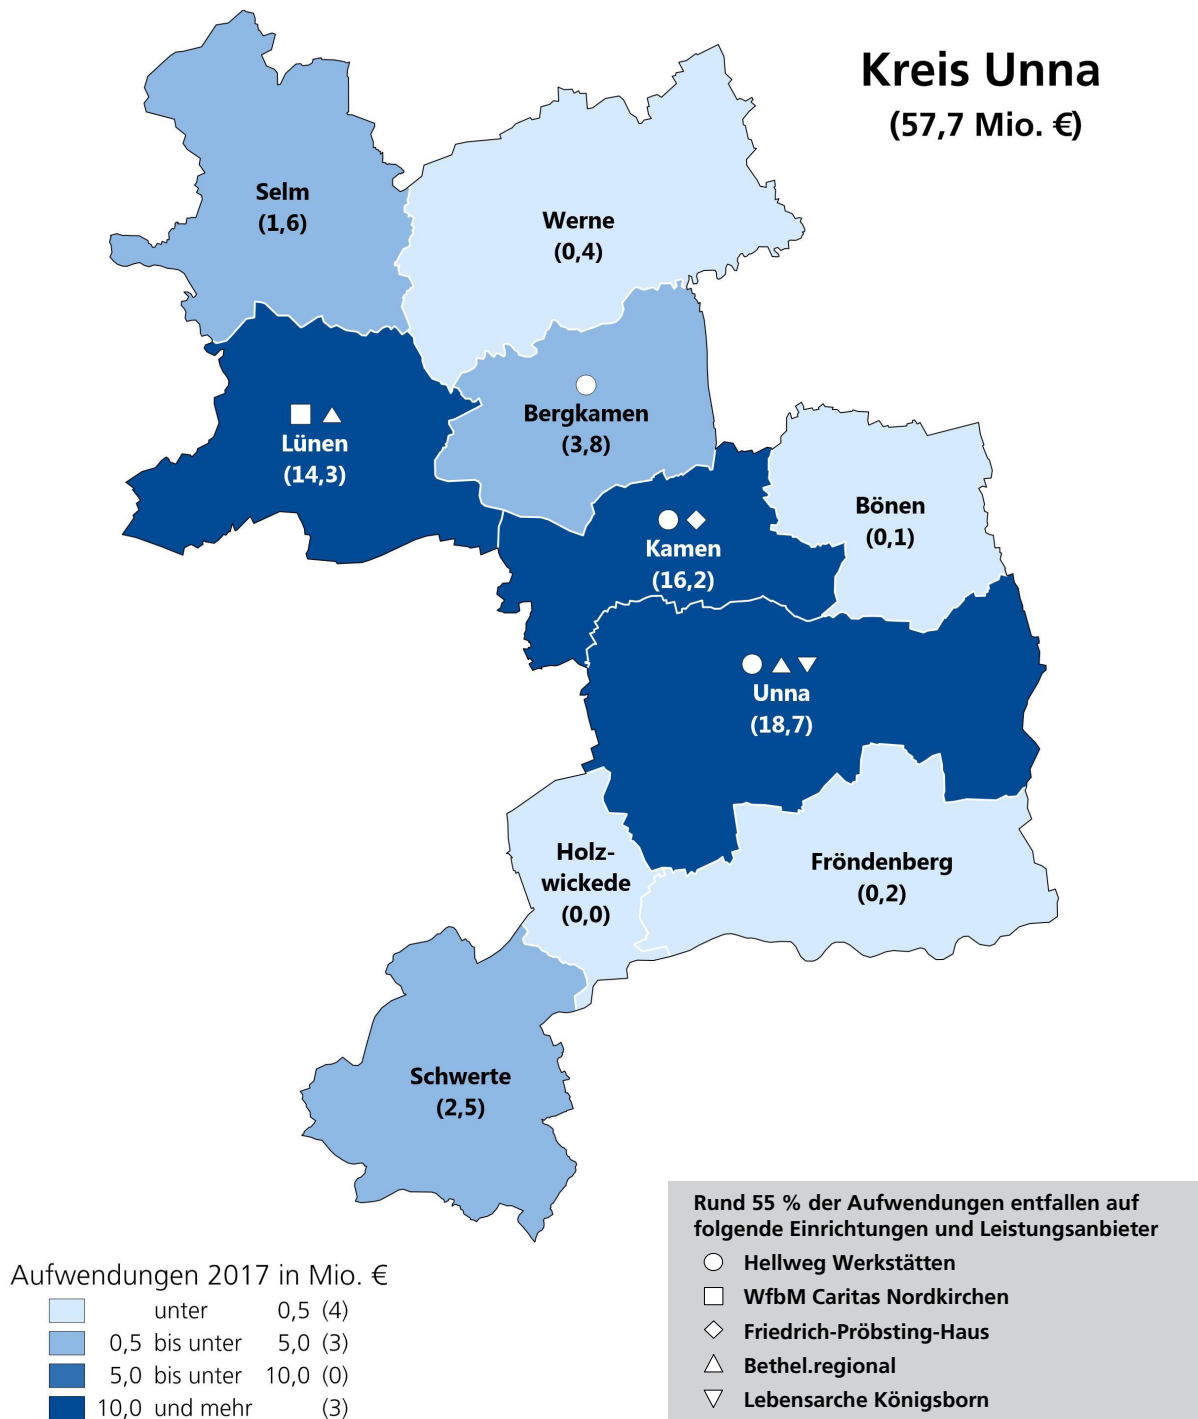 Kreis Unna
(57,7 Mio. €)
Selm
(1,6)
Werne
(0,4)
Bergkamen
(3,8)
Lünen
(14,3)
Bönen
(0,1)
Kamen
(16,2)
Unna
(18,7)
Holz-
wickede
(0,0)
Fröndenberg
(0,2)
Schwerte
(2,5)
Aufwendungen 2017 in Mio. €
unter 0,5 (4)
0,5 bis unter 5,0 (3)
5,0 bis unter 10,0 (0)
10,0 und mehr (3)
Rund 55 % der Aufwendungen entfallen auf
folgende Einrichtungen und Leistungsanbieter
Hellweg Werkstätten
WfbM Caritas Nordkirchen
Friedrich-Pröbsting-Haus
Bethel.regional
Lebensarche Königsborn